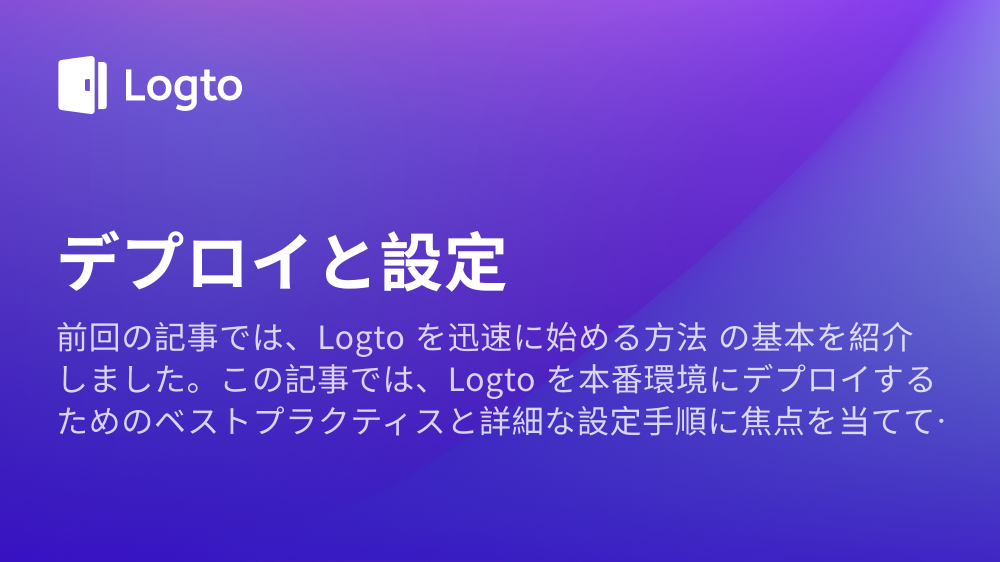 Logto
デプロイと設定
前回の記事では、Logto を迅速に始める方法 の基本を紹介
しました。この記事では、Logto を本番環境にデプロイする
ためのベストプラクティスと詳細な設定手順に焦点を当てて·